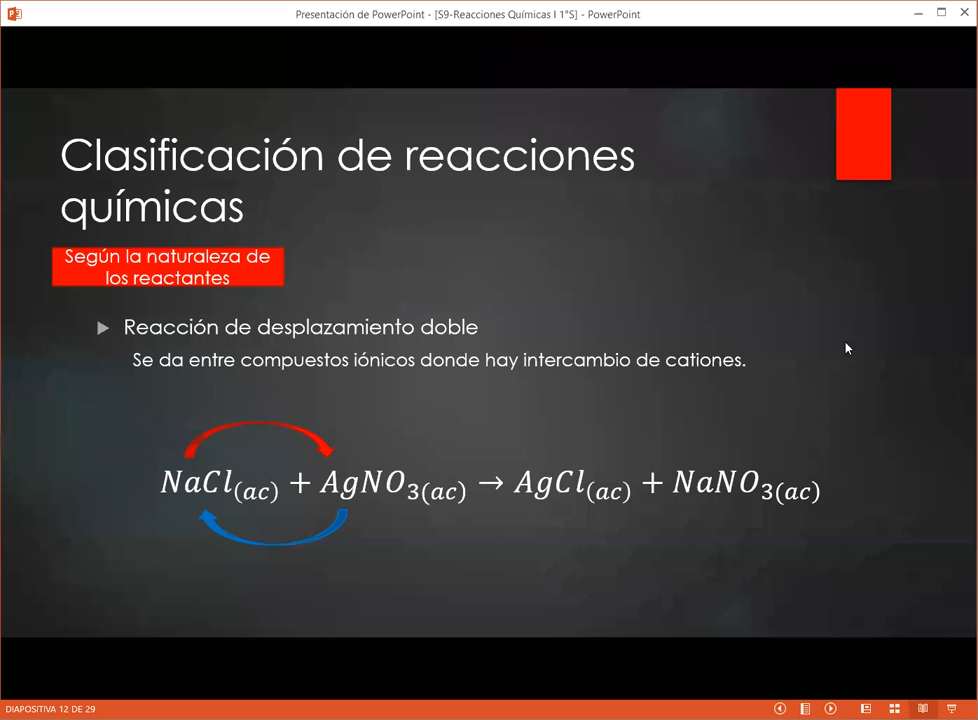 Presentación de PowerPoint - [S9-Reacciones Químicas I 1°S] - PowerPoint
Clasificación de reacciones
químicas
Según la naturaleza de
los reactantes
Reacción de desplazamiento doble
Se da entre compuestos iónicos donde hay intercambio de cationes.
NaCl(ac) + AgNO3(ac) → AgCl(ac) + NaNO3(ac)
DIAPOSITIVA 12 DE 29